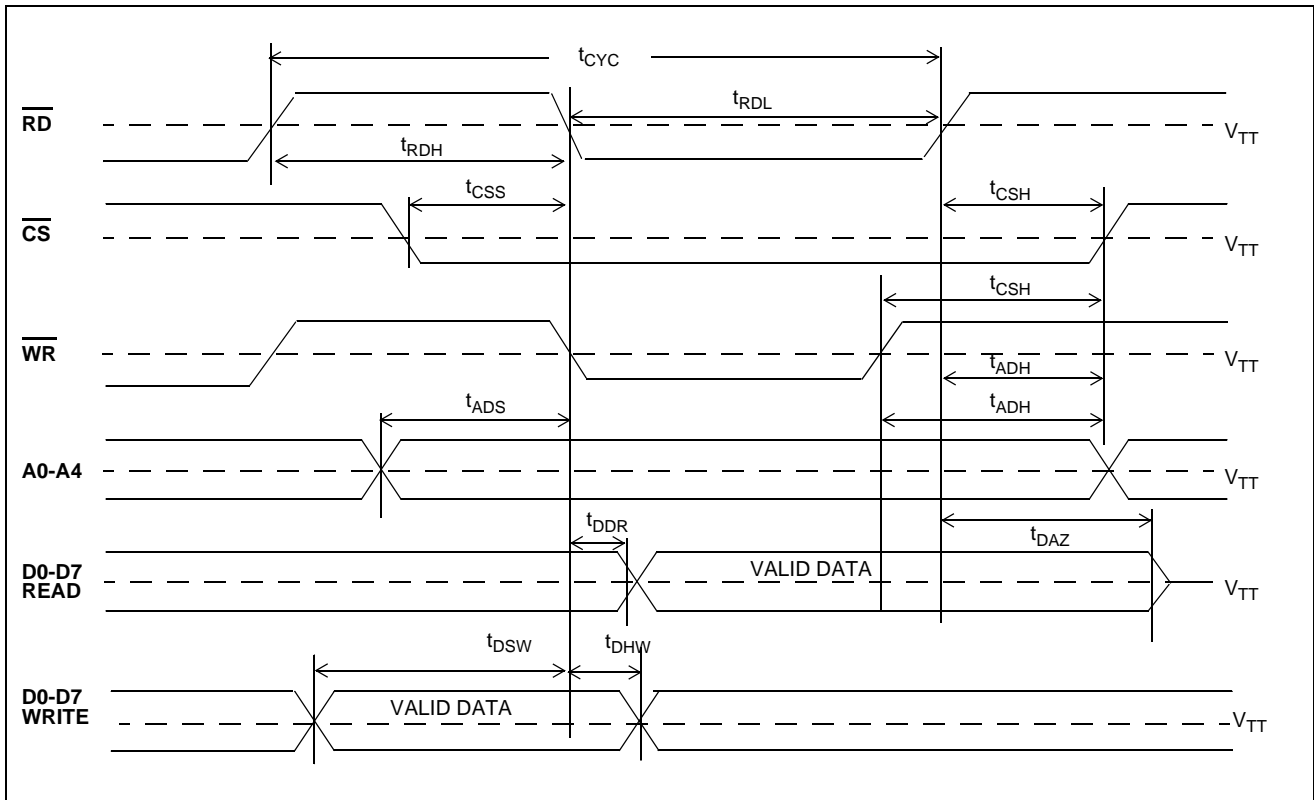 tCYC
RD
tRDL
VTT
tRDH
tCSS
tCSH
CS
VTT
tCSH
WR
VTT
tADH
tADS
tADH
A0-A4
VTT
tDDR
tDAZ
D0-D7
READ
VALID DATA
VTT
tDSW
tDHW
D0-D7
WRITE
VALID DATA
VTT